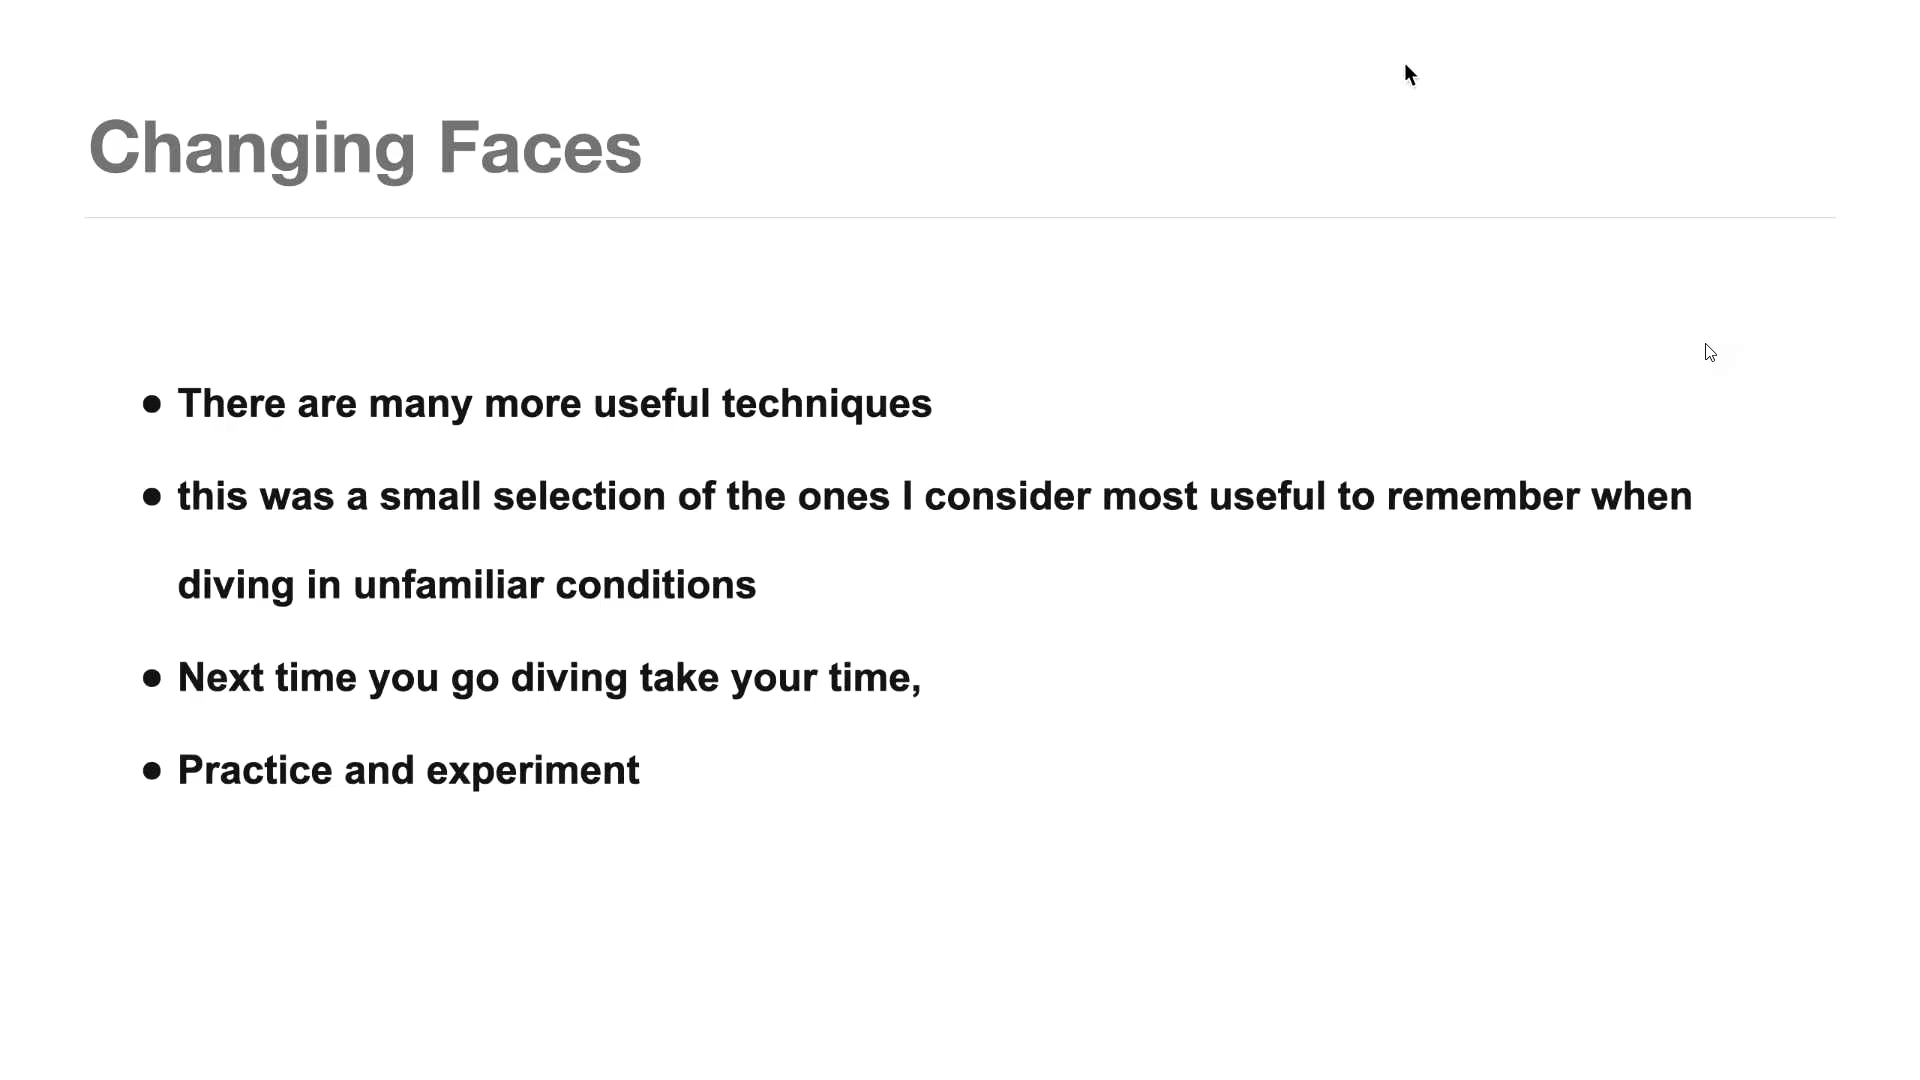 Changing Faces
● There are many more useful techniques
● this was a small selection of the ones I consider most useful to remember when
diving in unfamiliar conditions
● Next time you go diving take your time,
● Practice and experiment